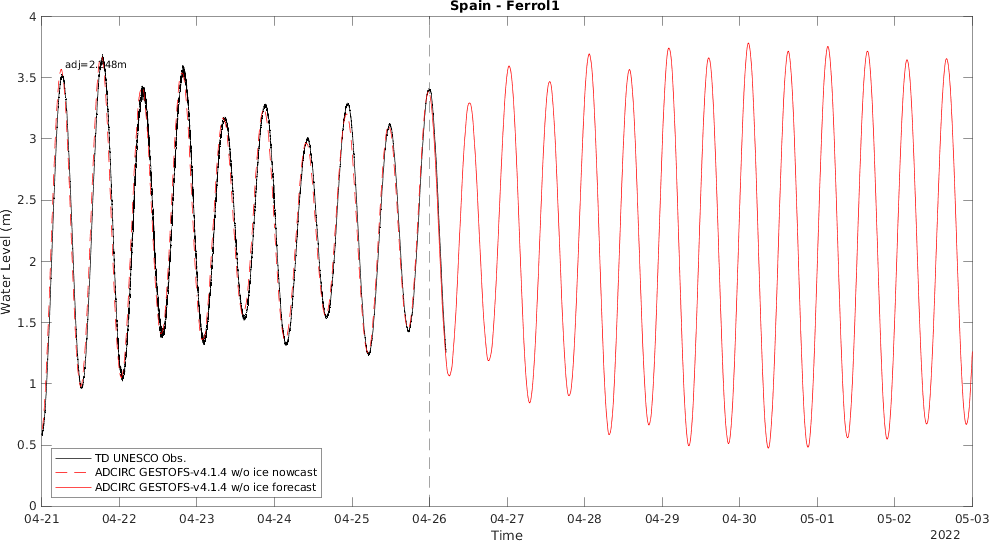 Spain - Ferrol1
4
adj=2.
48m
3.5
3
2.5
2
1.5
1
0.5
0
Water Level (m)
TD UNESCO Obs.
ADCIRC GESTOFS-v4.1.4 w/o ice nowcast
ADCIRC GESTOFS-v4.1.4 w/o ice forecast
04-21 04-22 04-23 04-24 04-25 04-26 04-27 04-28 04-29 04-30 05-01 05-02 05-03
Time
2022